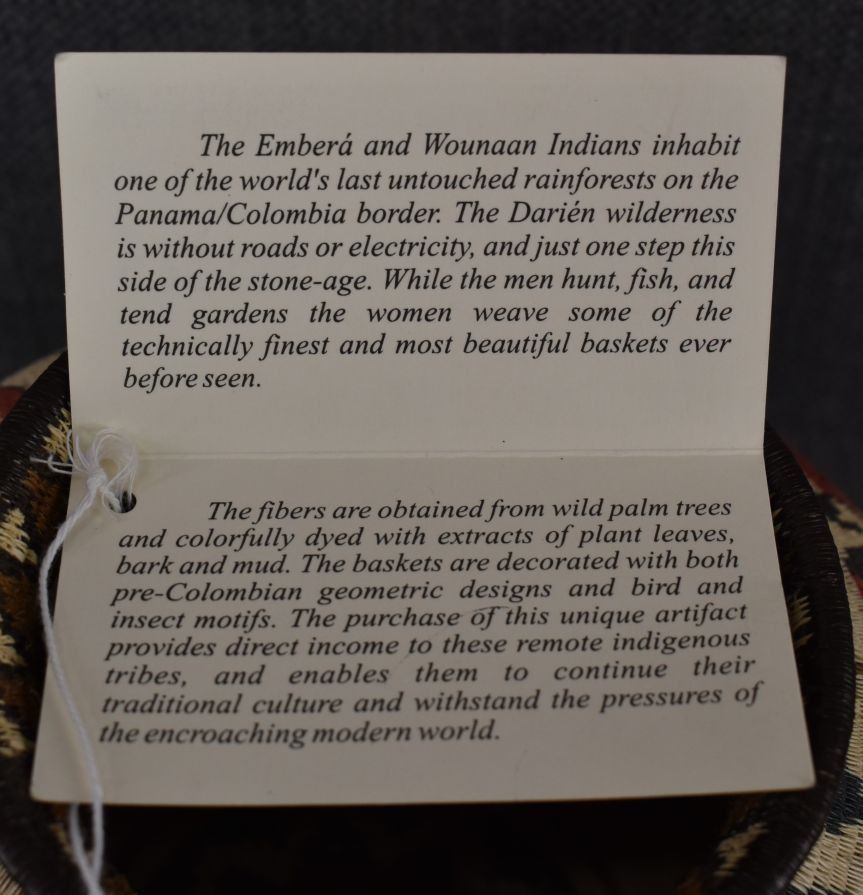 The Emberá and Wounaan Indians inhabit
one of the world's last untouched rainforests on the
Panama/Colombia border. The Darién wilderness
is without roads or electricity, and just one step this
side of the stone-age. While the men hunt, fish, and
tend gardens the women weave some of the
technically finest and most beautiful baskets ever
before seen.
The fibers are obtained from wild palm trees
and colorfully dyed with extracts of plant leaves,
bark and mud. The baskets are decorated with both
pre-Colombian geometric designs and bird and
insect motifs. The purchase of this unique artifact
provides direct income to these remote indigenous
tribes, and enables them to continue their
traditional culture and withstand the pressures of
the encroaching modern world.